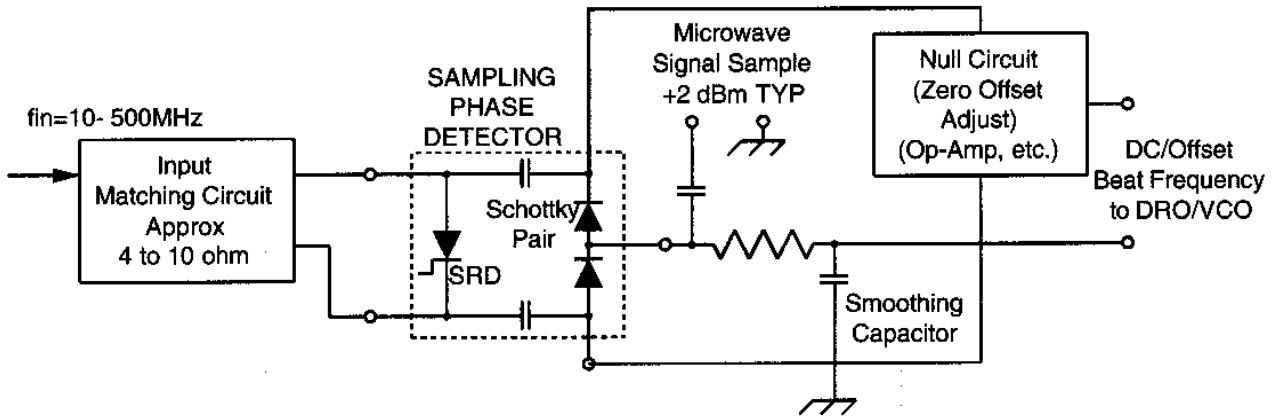 fin=10- 500MHz
Input
Matching Circuit
Approx
4 to 10 ohm
SAMPLING
PHASE
DETECTOR
SRD
Schottky
Pair
Microwave
Signal Sample
+2 dBm TYP
Smoothing
Capacitor
Null Circuit
(Zero Offset
Adjust)
(Op-Amp, etc.)
DC/Offset
Beat Frequency
to DRO/VCO